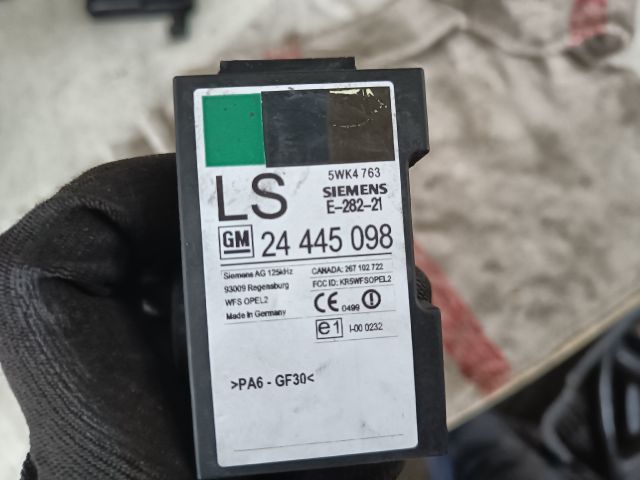 5WK4 763
LS SIEMENS
E-282-21
GM 24 445 098
Siemens AG 125kHz
93009 Regensburg
WFS OPEL2
Made in Germany
CANADA: 267 102 722
FCC ID: KR5WFSOPEL2
CE 0499
e1 I-00 0232
>PA6 - GF30<